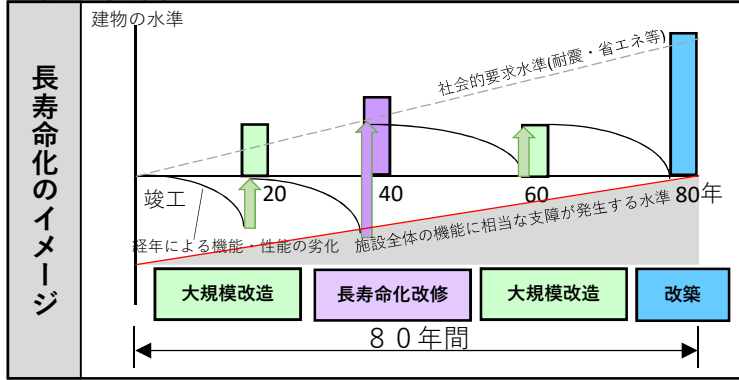 長寿命化のイメージ
建物の水準
社会的要求水準(耐震・省エネ等)
竣工
20
40
60
80年
経年による機能・性能の劣化
施設全体の機能に相当な支障が発生する水準
大規模改造
長寿命化改修
大規模改造
改築
８０年間